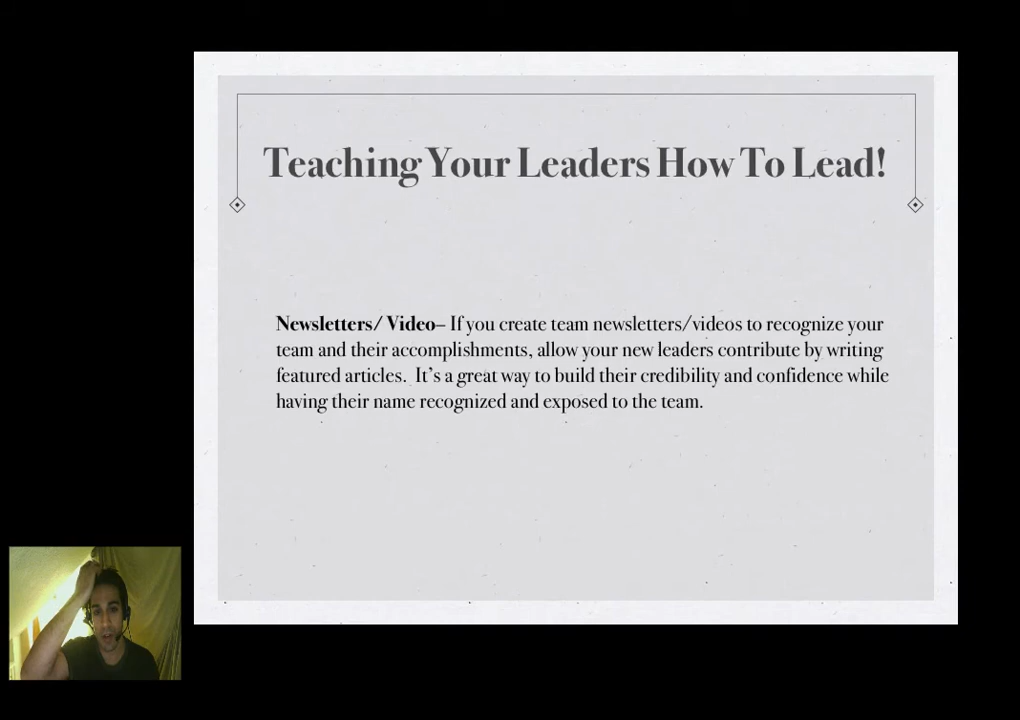 Teaching Your Leaders How To Lead!
Newsletters/ Video– If you create team newsletters/videos to recognize your
team and their accomplishments, allow your new leaders contribute by writing
featured articles.  It’s a great way to build their credibility and confidence while
having their name recognized and exposed to the team.